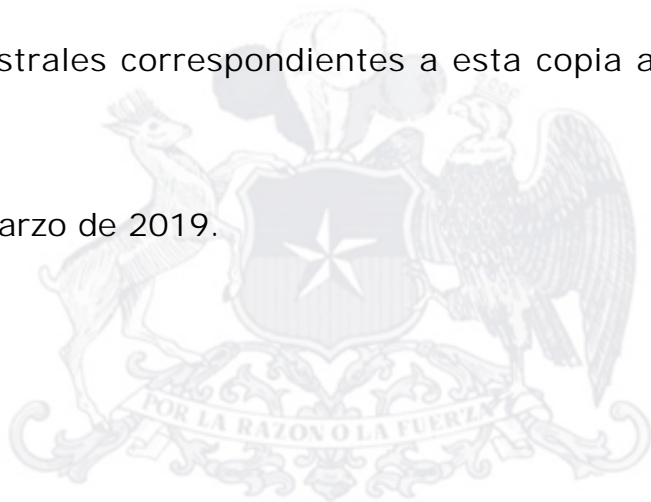 strales correspondientes a esta copia a
arzo de 2019.
POR LA RAZON O LA FUERZA